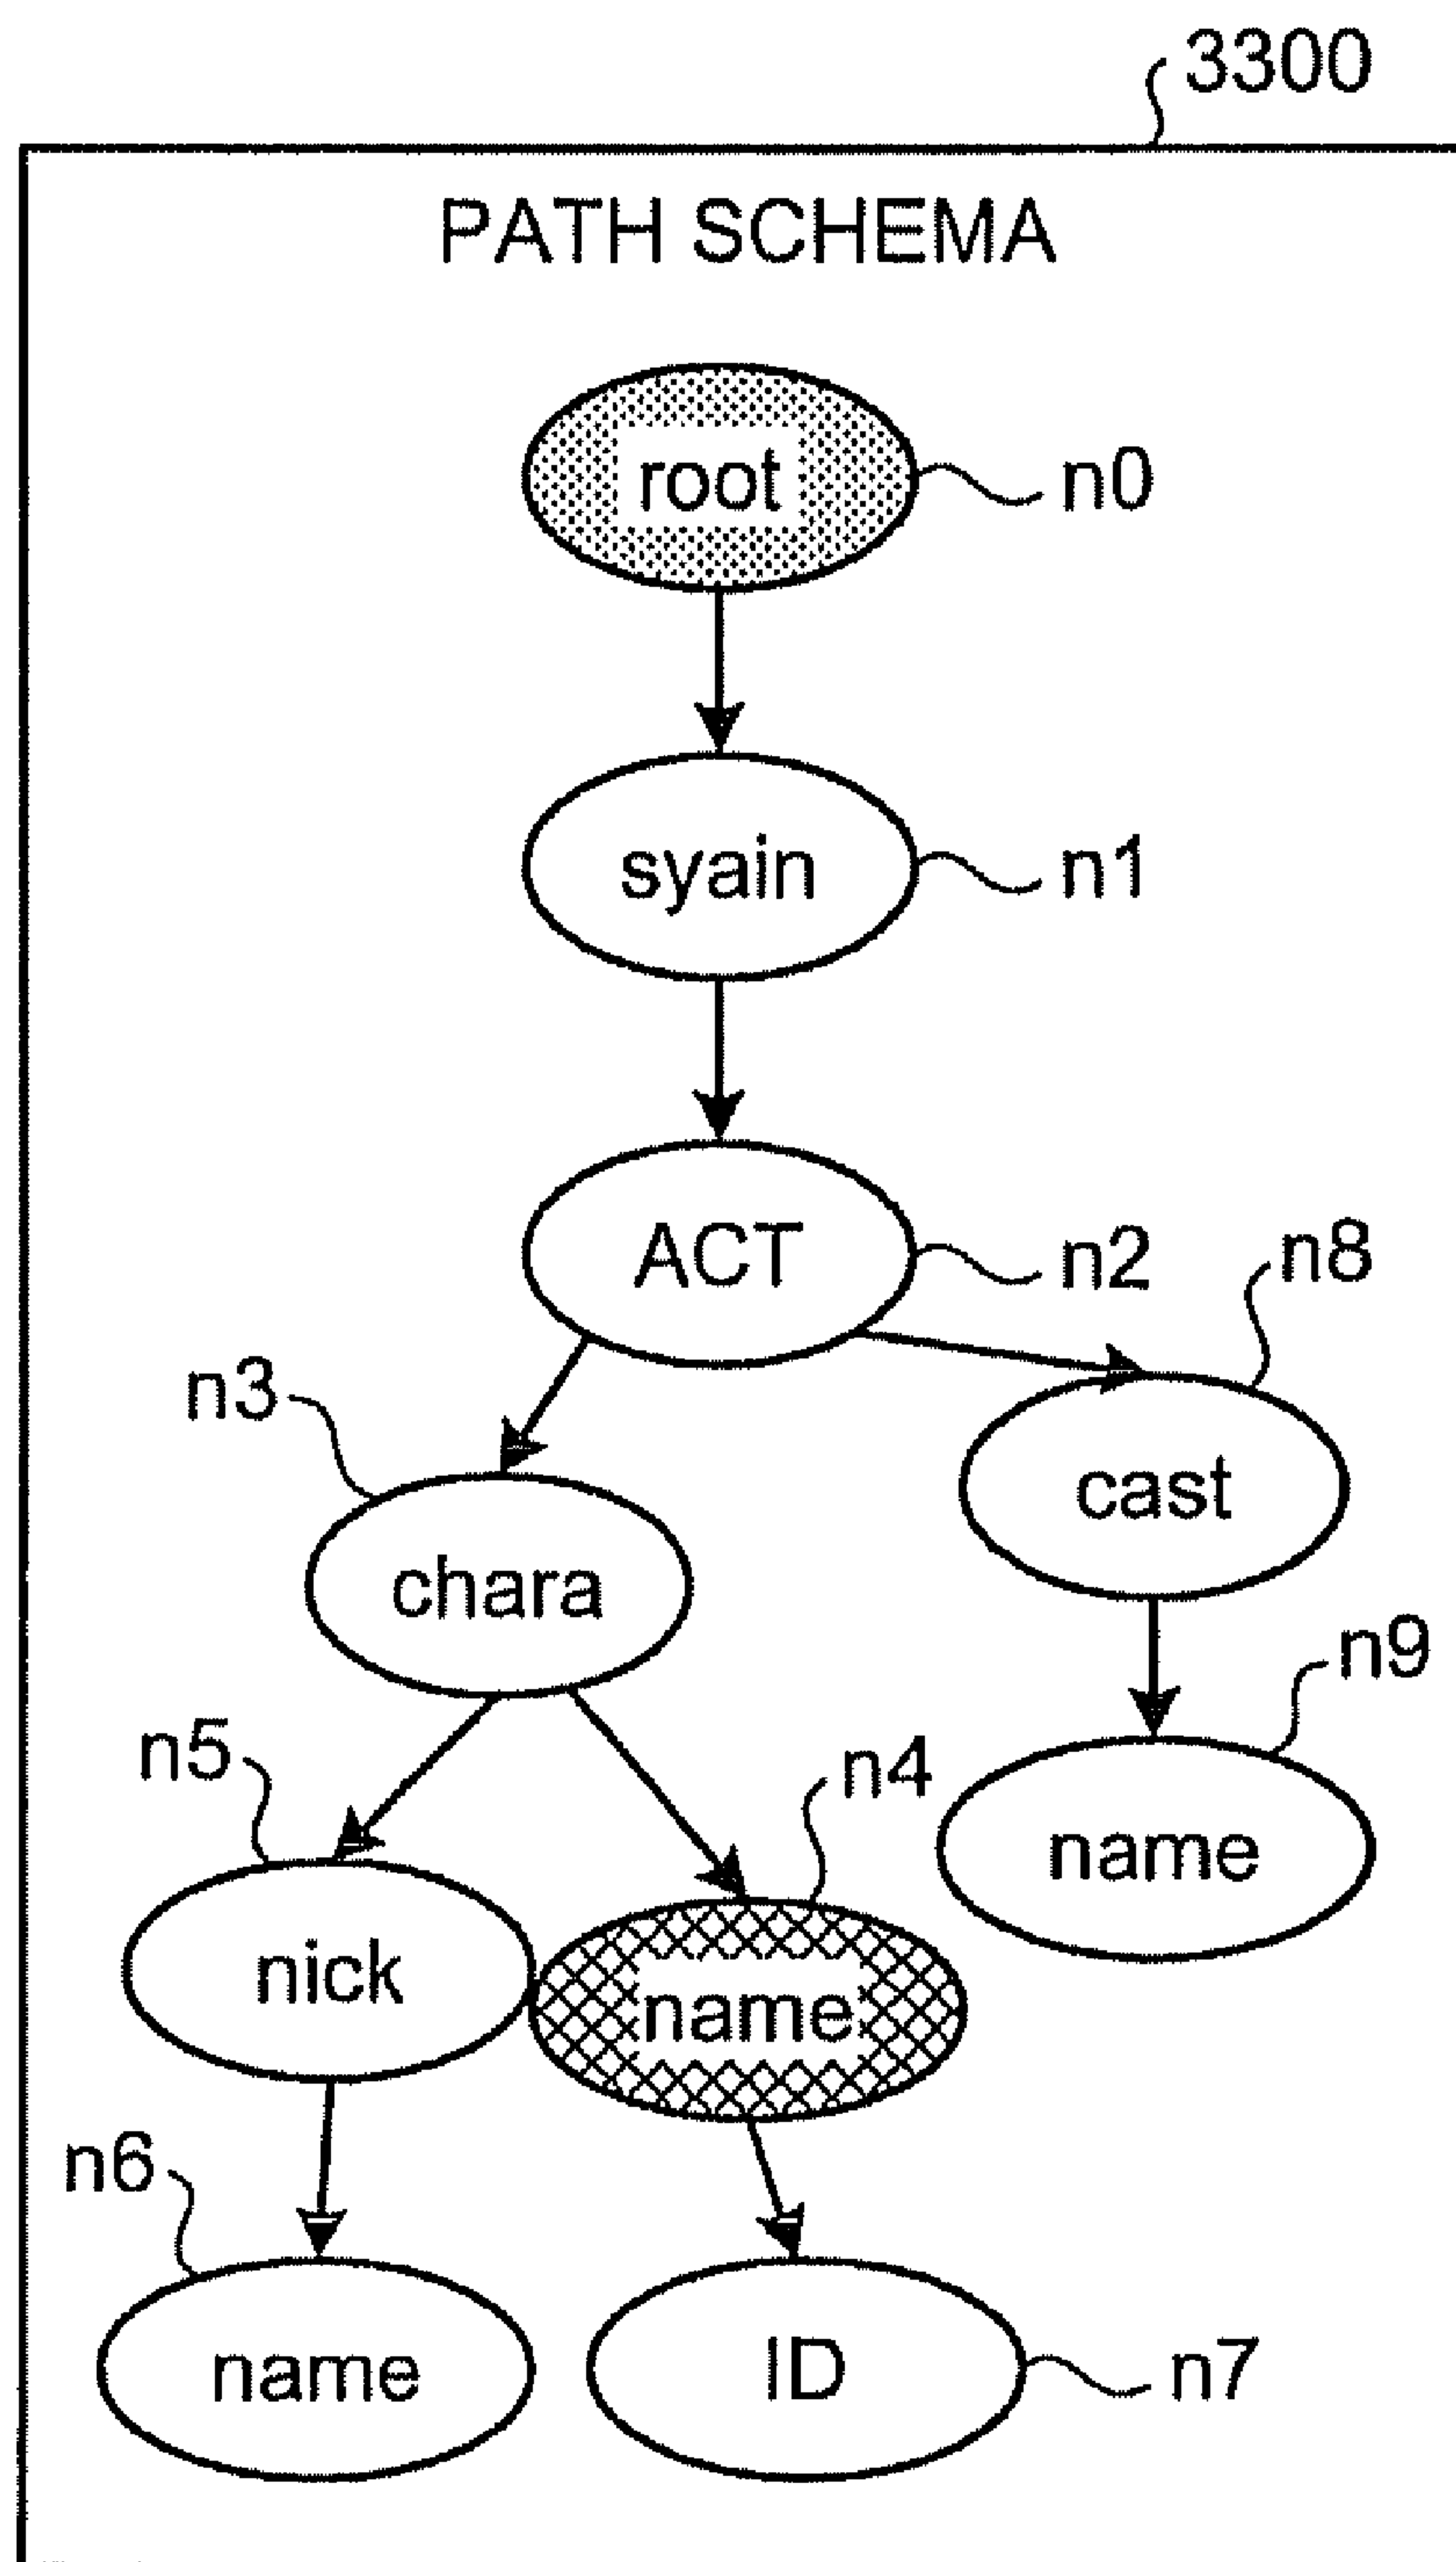 3300
PATH SCHEMA
root n0
syain n1
ACT n2
n8
n3
cast
chara
n9
n5
n4
name
nick
name
n6
name
ID n7